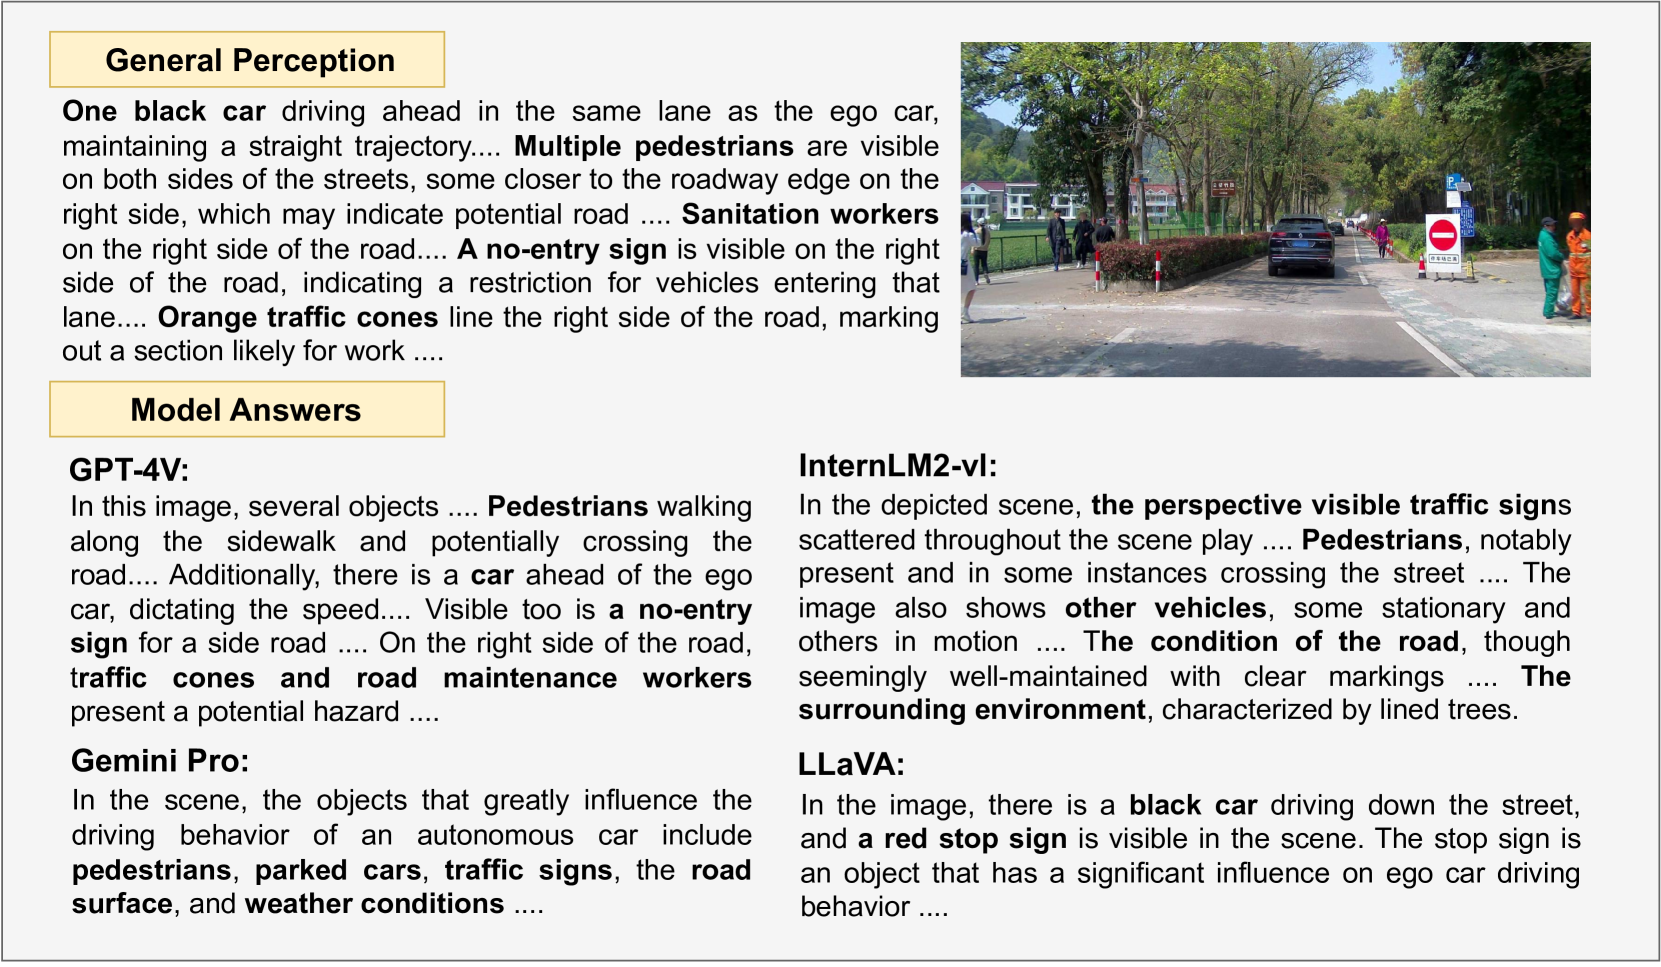 General Perception
One black car driving ahead in the same lane as the ego car,
maintaining a straight trajectory.... Multiple pedestrians are visible
on both sides of the streets, some closer to the roadway edge on the
right side, which may indicate potential road .... Sanitation workers
on the right side of the road.... A no-entry sign is visible on the right
side of the road, indicating a restriction for vehicles entering that
lane.... Orange traffic cones line the right side of the road, marking
out a section likely for work ....
P
Model Answers
GPT-4V:
In this image, several objects .... Pedestrians walking
along the sidewalk and potentially crossing the
road.... Additionally, there is a car ahead of the ego
car, dictating the speed.... Visible too is a no-entry
sign for a side road .... On the right side of the road,
traffic cones and road maintenance workers
present a potential hazard ....
Gemini Pro:
In the scene, the objects that greatly influence the
driving behavior of an autonomous car include
pedestrians, parked cars, traffic signs, the road
surface, and weather conditions ....
InternLM2-vl:
In the depicted scene, the perspective visible traffic signs
scattered throughout the scene play .... Pedestrians, notably
present and in some instances crossing the street .... The
image also shows other vehicles, some stationary and
others in motion .... The condition of the road, though
seemingly well-maintained with clear markings .... The
surrounding environment, characterized by lined trees.
LLaVA:
In the image, there is a black car driving down the street,
and a red stop sign is visible in the scene. The stop sign is
an object that has a significant influence on ego car driving
behavior ....